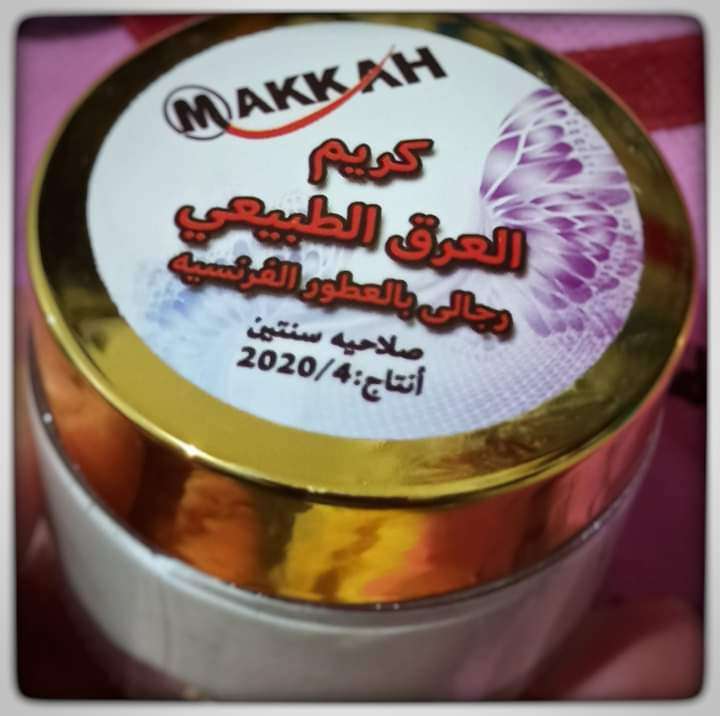 MAKKAH
كريم
العرق الطبيعي
رجالى بالعطور الفرنسيه
صلاحيه سنتين
أنتاج:2020/4